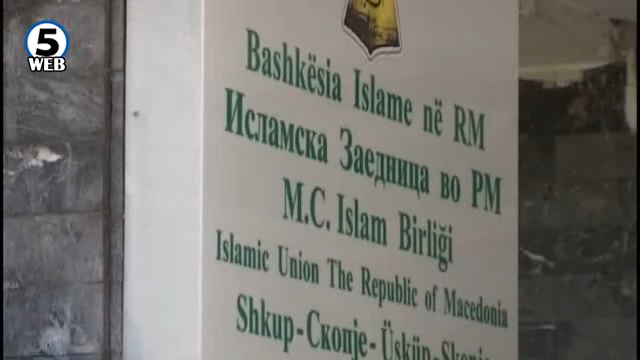 5
WEB
Bashkësia Islame në RM
Исламска Заедница во РМ
M.C. Islam Birliği
Islamic Union The Republic of Macedonia
Shkup-Скопје-Üsküp-Skopje